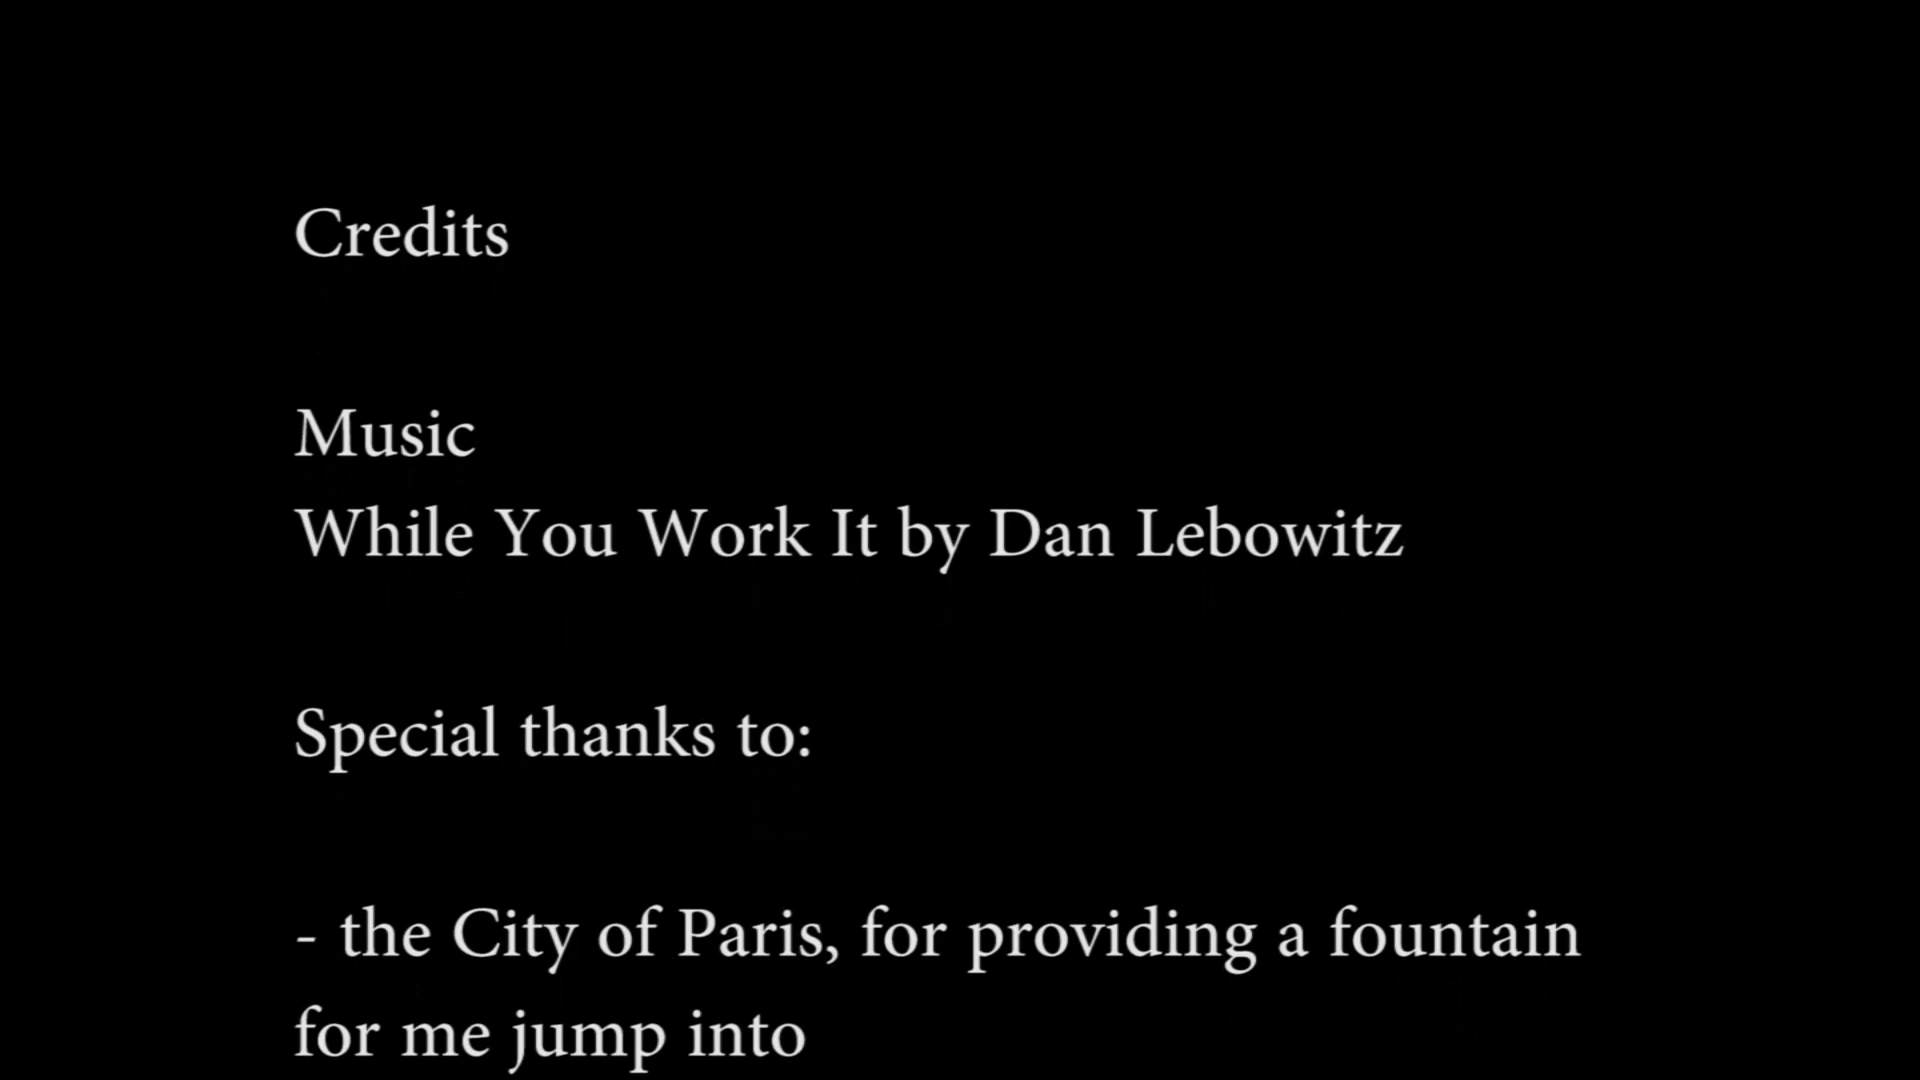 Credits
Music
While You Work It by Dan Lebowitz
Special thanks to:
- the City of Paris, for providing a fountain
for me jump into